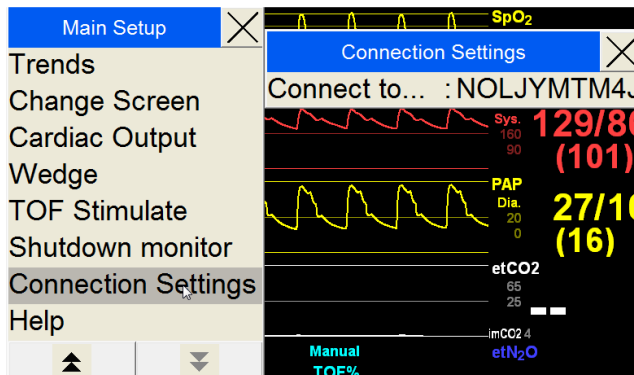 Main Setup
Trends
Change Screen
Cardiac Output
Wedge
TOF Stimulate
Shutdown monitor
Connection Settings
Help
SpO2
Connection Settings
Connect to... :NOLJYMTM4J
Sys.
160
90
129/80
(101)
PAP
Dia.
20
0
27/10
(16)
etCO2
65
25
--
imCO2 4
etN2O
Manual
TOF%